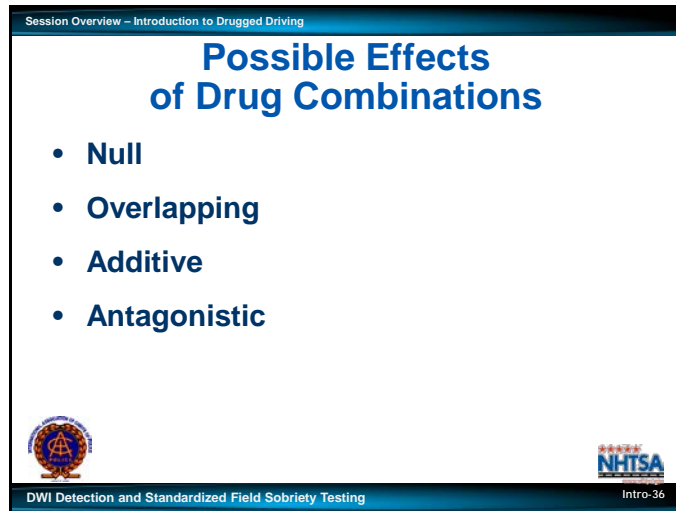 Session Overview – Introduction to Drugged Driving
Possible Effects
of Drug Combinations
• Null
• Overlapping
• Additive
• Antagonistic
POLICE
NHTSA
DWI Detection and Standardized Field Sobriety Testing
Intro-36